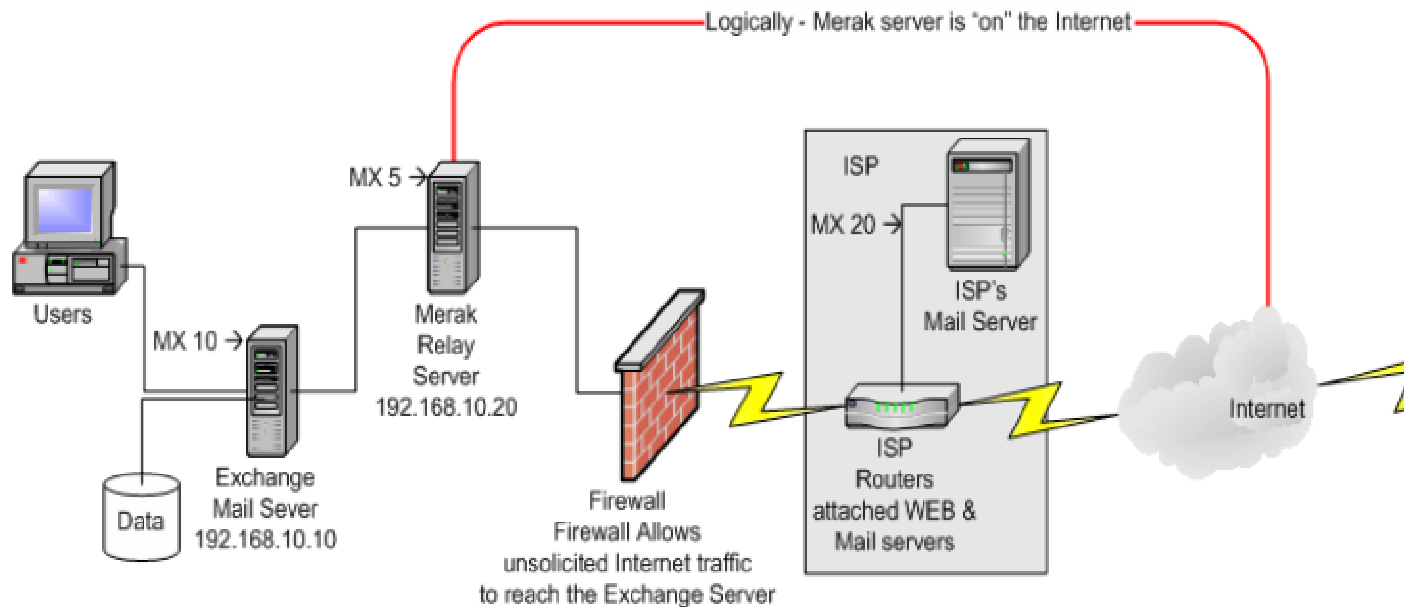 Logically - Merak server is "on" the Internet
MX 5 →
ISP
MX 20 →
ISP's
Mail Server
Users
Merak
Relay
Server
192.168.10.20
MX 10 →
Exchange
Mail Sever
192.168.10.10
Data
Firewall
Firewall Allows
unsolicited Internet traffic
to reach the Exchange Server
ISP
Routers
attached WEB &
Mail servers
Internet